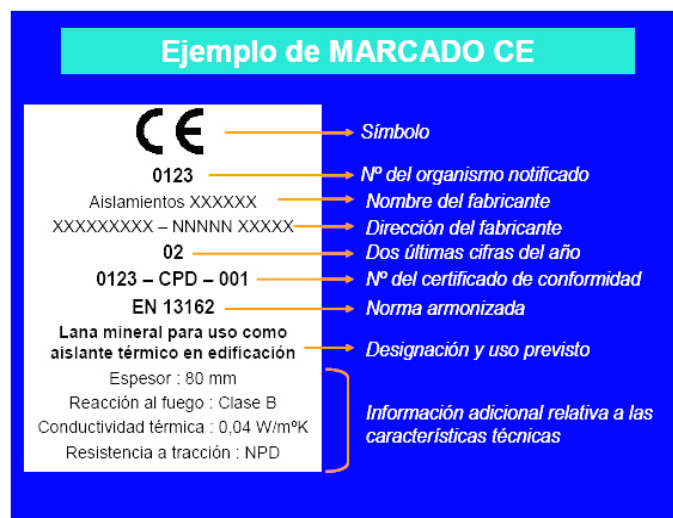 Ejemplo de MARCADO CE
CE
Símbolo
0123
Nº del organismo notificado
Aislamientos XXXXXX
Nombre del fabricante
XXXXXXXXX – NNNNN XXXXX
Dirección del fabricante
02
Dos últimas cifras del año
0123 – CPD – 001
Nº del certificado de conformidad
EN 13162
Norma armonizada
Lana mineral para uso como
aislante térmico en edificación
Designación y uso previsto
Espesor : 80 mm
Reacción al fuego : Clase B
Conductividad térmica : 0,04 W/mºK
Resistencia a tracción : NPD
Información adicional relativa a las
características técnicas